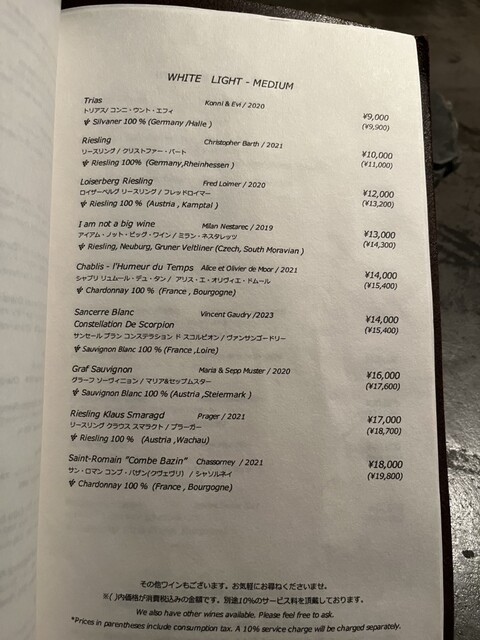 WHITE LIGHT - MEDIUM
Trias Konni & Evi / 2020
トリアス/ コンニ・ウント・エフィ ¥9,000
Silvaner 100 % (Germany /Halle ) (¥9,900)
Riesling Christopher Barth / 2021
リースリング / クリストファー・バート ¥10,000
Riesling 100% (Germany,Rheinhessen ) (¥11,000)
Loiserberg Riesling Fred Loimer / 2020
ロイザーベルグ リースリング / フレッドロイマー ¥12,000
Riesling 100 % (Austria , Kamptal ) (¥13,200)
I am not a big wine Milan Nestarec / 2019
アイアム・ノット・ビッグ・ワイン / ミラン・ネスタレッツ ¥13,000
Riesling, Neuburg, Gruner Veltliner (Czech, South Moravian ) (¥14,300)
Chablis - l'Humeur du Temps Alice et Olivier de Moor / 2021
シャブリ リュムール・デュ・タン / アリス・エ・オリヴィエ・ドムール ¥14,000
Chardonnay 100 % (France , Bourgogne) (¥15,400)
Sancerre Blanc Vincent Gaudry /2023
Constellation De Scorpion ¥14,000
サンセール ブラン コンステラション ド スコルピオン / ヴァンサンゴードリー (¥15,400)
Sauvignon Blanc 100 % (France ,Loire)
Graf Sauvignon Maria & Sepp Muster / 2020
グラーフ ソーヴィニョン / マリア&セップムスター ¥16,000
Sauvignon Blanc 100% (Austria ,Steiermark ) (¥17,600)
Riesling Klaus Smaragd Prager / 2021
リースリング クラウス スマラクト / プラーガー ¥17,000
Riesling 100 % (Austria ,Wachau) (¥18,700)
Saint-Romain "Combe Bazin" Chassorney / 2021
サン・ロマン コンブ・バザン(クヴェヴリ) / シャソルネイ ¥18,000
Chardonnay 100 % (France , Bourgogne) (¥19,800)
その他ワインもございます。お気軽にお尋ねくださいませ。
※( )内価格が消費税込みの金額です。別途10%のサービス料を頂戴しております。
We also have other wines available. Please feel free to ask.
*Prices in parentheses include consumption tax. A 10% service charge will be charged separately.